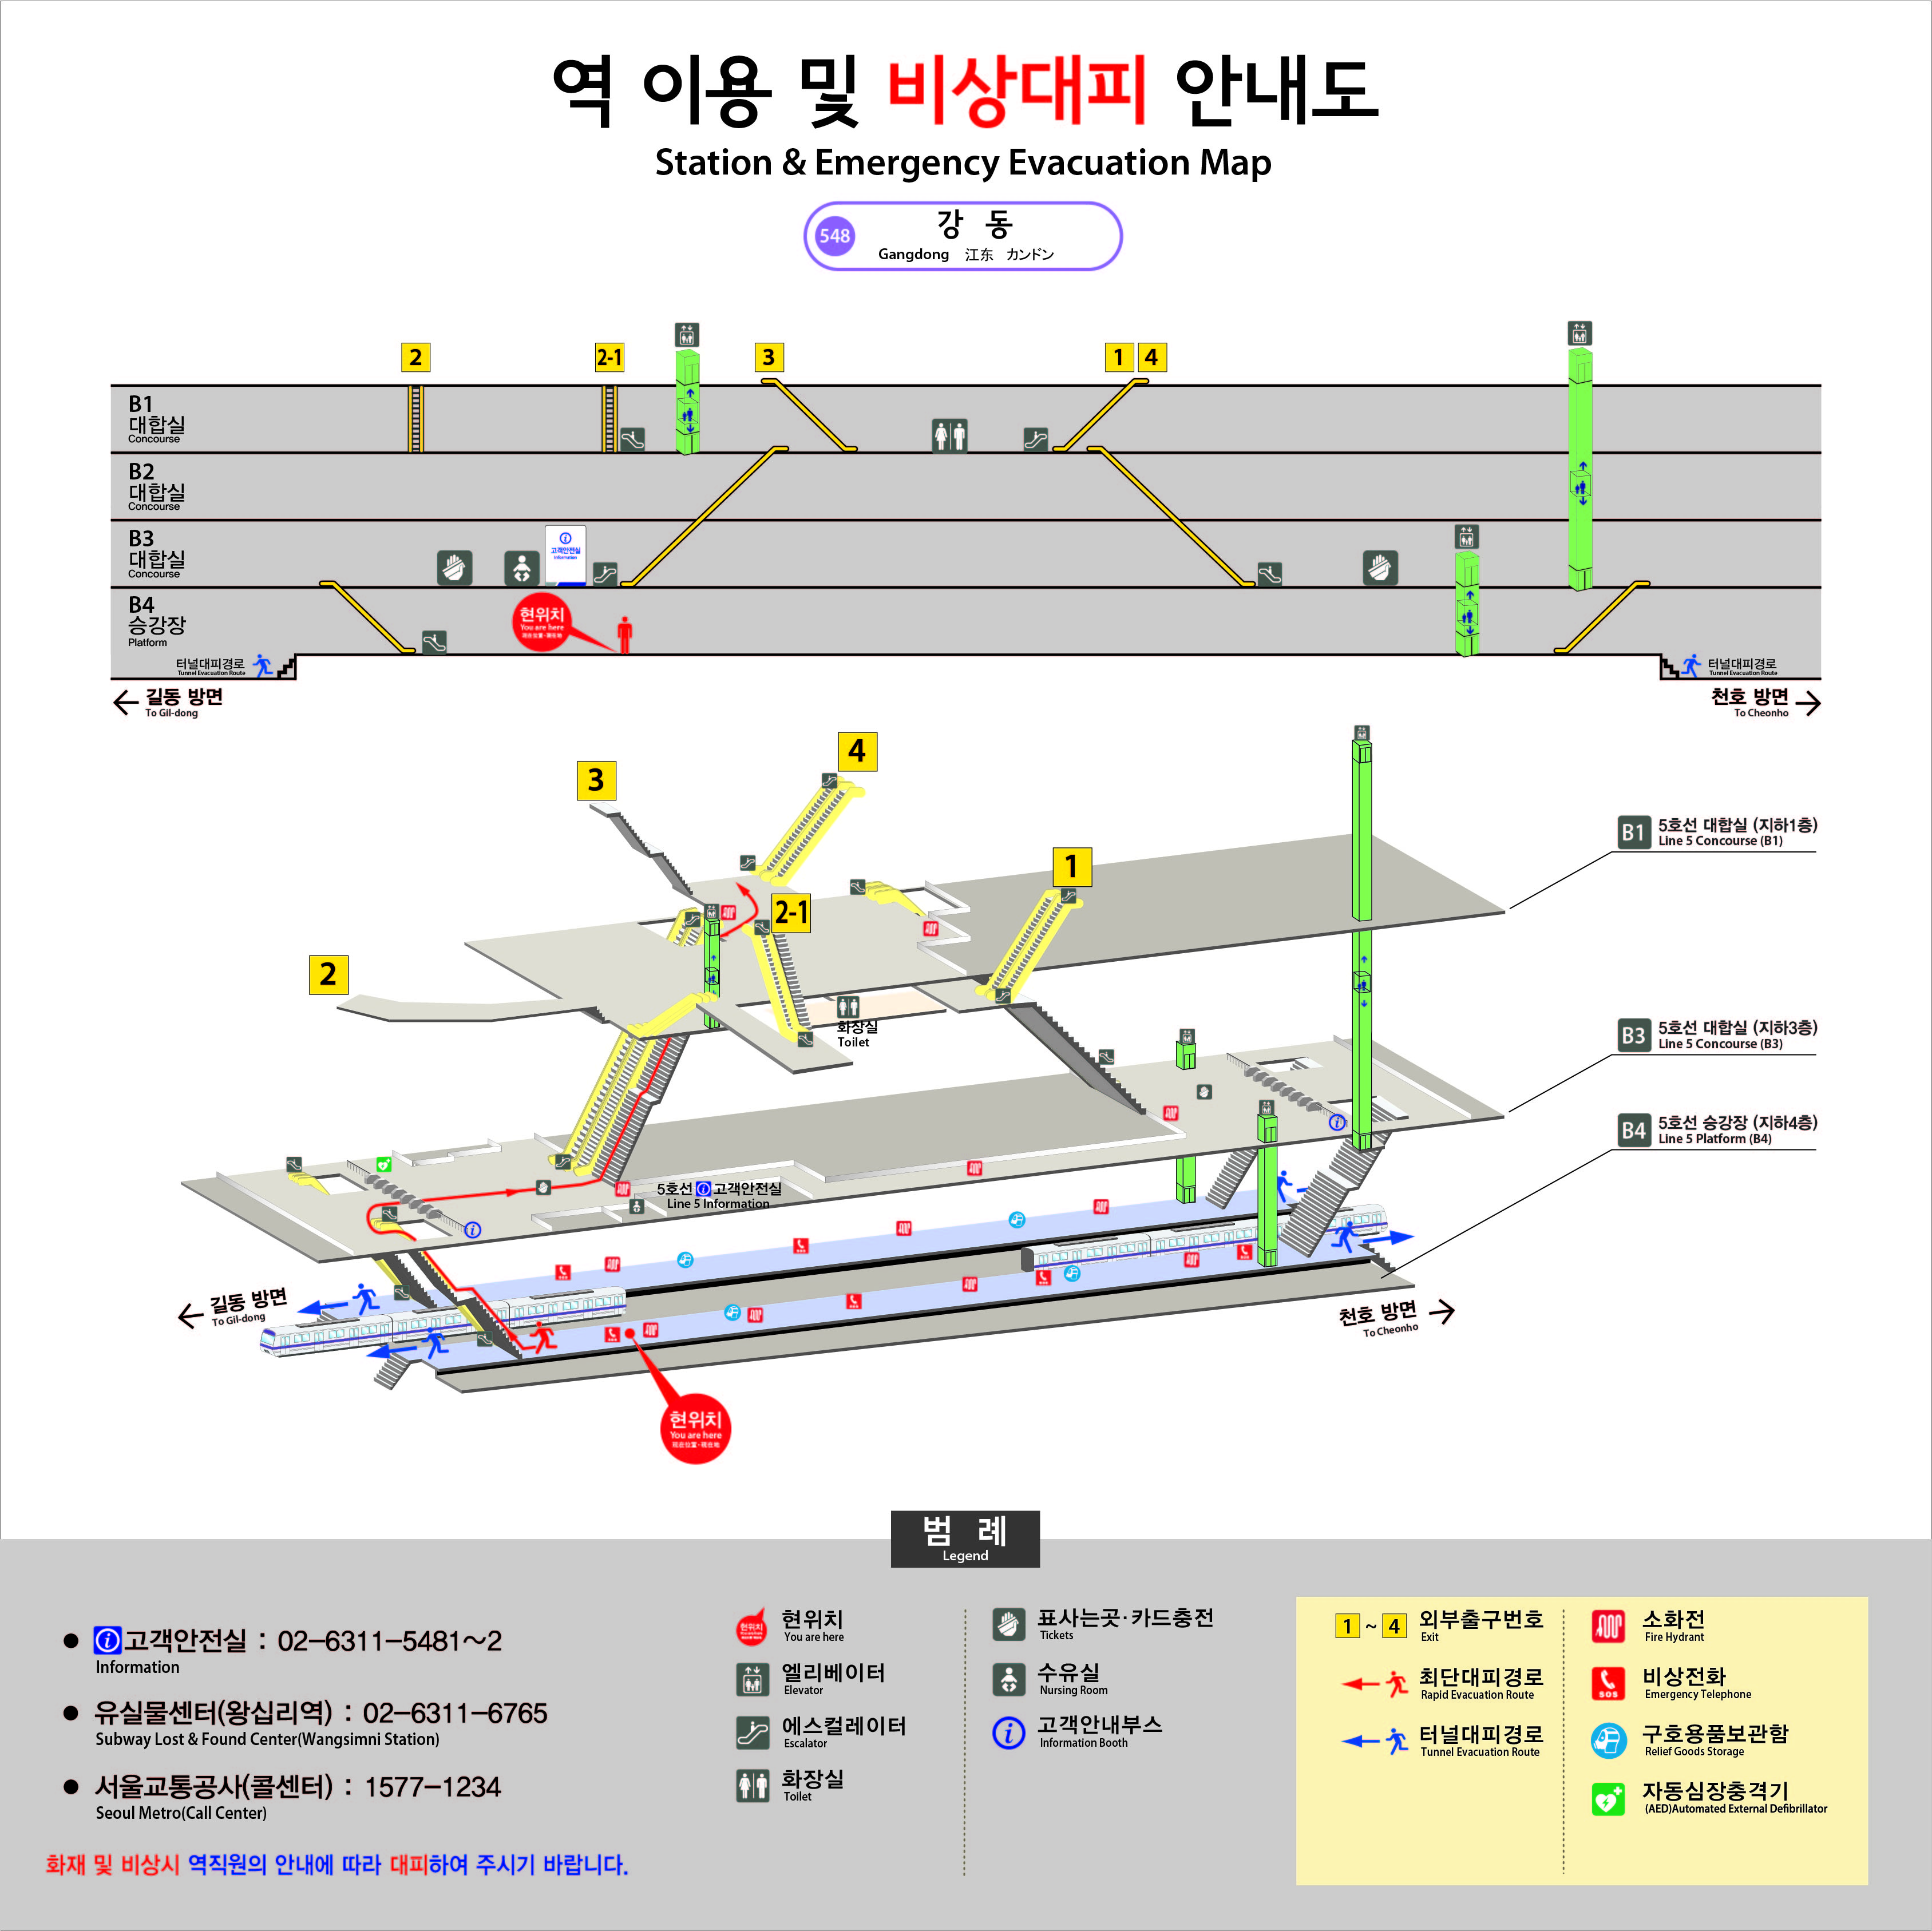 역 이용 및 비상대피 안내도
Station & Emergency Evacuation Map
548
강 동
Gangdong 江东 カンドン
2
2-1
3
1 4
B1
대합실
Concourse
B2
대합실
Concourse
B3
대합실
Concourse
고객안전실
Information
B4
승강장
Platform
현위치
You are here
터널대피경로
Tunnel Evacuation Route
터널대피경로
Tunnel Evacuation Route
← 길동 방면
To Gil-dong
천호 방면 →
To Cheonho
4
3
1
2-1
2
B1 5호선 대합실 (지하1층)
Line 5 Concourse (B1)
화장실
Toilet
B3 5호선 대합실 (지하3층)
Line 5 Concourse (B3)
B4 5호선 승강장 (지하4층)
Line 5 Platform (B4)
5호선 고객안전실
Line 5 Information
← 길동 방면
To Gil-dong
천호 방면 →
To Cheonho
현위치
You are here
범 례
Legend
● 고객안전실 : 02-6311-5481~2
Information
● 유실물센터(왕십리역) : 02-6311-6765
Subway Lost & Found Center(Wangsimni Station)
● 서울교통공사(콜센터) : 1577-1234
Seoul Metro(Call Center)
화재 및 비상시 역직원의 안내에 따라 대피하여 주시기 바랍니다.
현위치
현위치
You are here
엘리베이터
Elevator
에스컬레이터
Escalator
화장실
Toilet
표사는곳·카드충전
Tickets
수유실
Nursing Room
고객안내부스
Information Booth
1 ~ 4 외부출구번호
Exit
최단대피경로
Rapid Evacuation Route
터널대피경로
Tunnel Evacuation Route
소화전
Fire Hydrant
SOS
비상전화
Emergency Telephone
구호용품보관함
Relief Goods Storage
자동심장충격기
(AED)Automated External Defibrillator